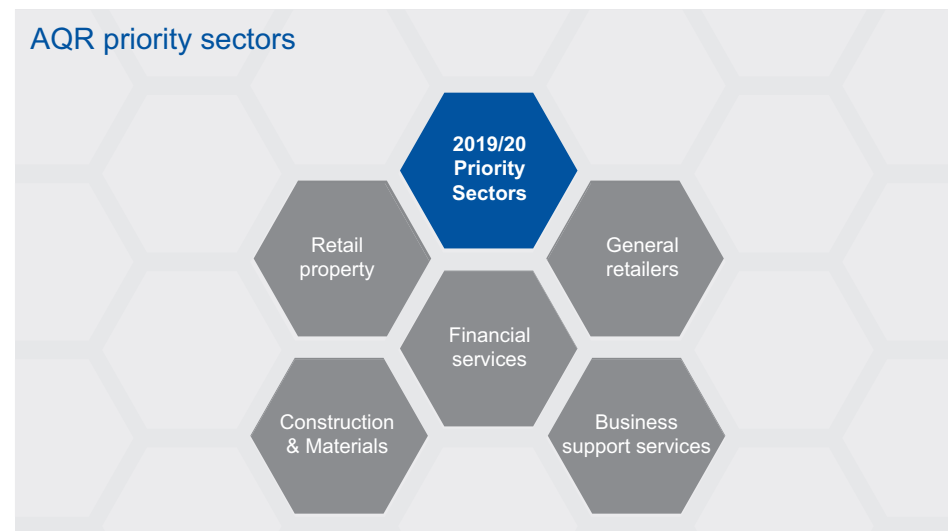 AQR priority sectors
2019/20
Priority
Sectors
Retail
property
General
retailers
Financial
services
Construction
& Materials
Business
support services